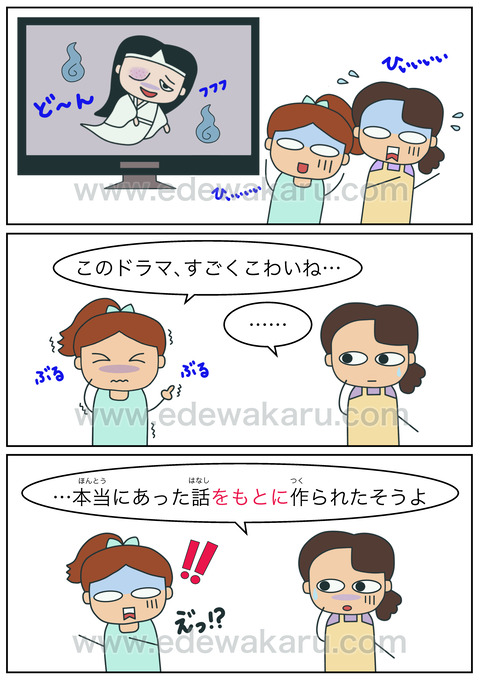 ど〜ん
フフフ
ひぃぃぃぃ
ひぃぃぃぃ
www.edewakaru.com
このドラマ、すごくこわいね…
……
ぶる
ぶる
www.edewakaru.com
ほんとう はなし つく
…本当にあった話をもとに作られたそうよ
!!
えっ!?
www.edewakaru.com